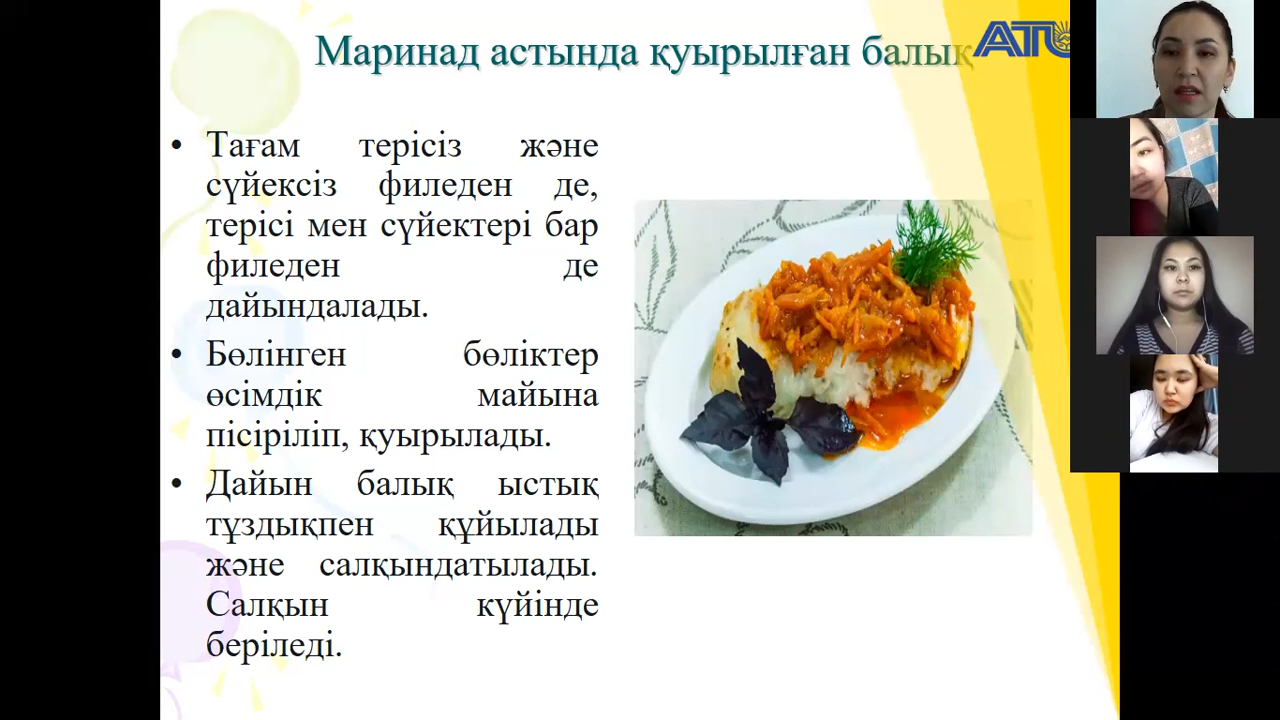 Маринад астында қуырылған балық
ATU
• Тағам терісіз және
сүйексіз филеден де,
терісі мен сүйектері бар
филеден де
дайындалады.
• Бөлінген бөліктер
өсімдік майына
пісіріліп, қуырылады.
• Дайын балық ыстық
тұздықпен құйылады
және салқындатылады.
Салқын күйінде
беріледі.